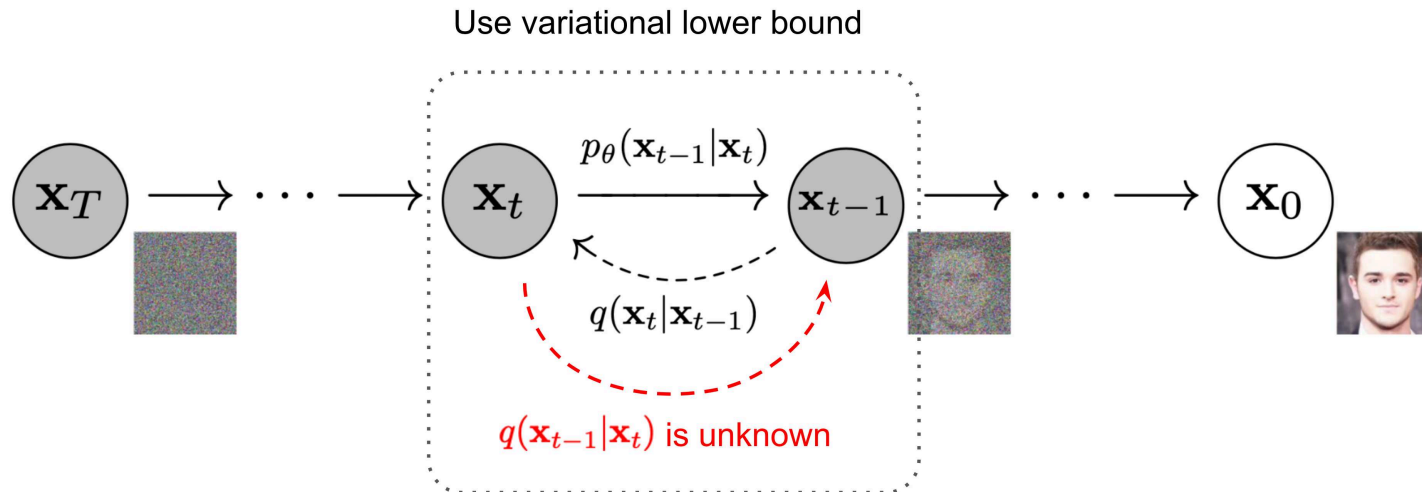 Use variational lower bound
x_T → ··· → x_t p_θ(x_{t−1}|x_t) x_{t−1} → ··· → x_0
q(x_t|x_{t−1})
q(x_{t−1}|x_t) is unknown